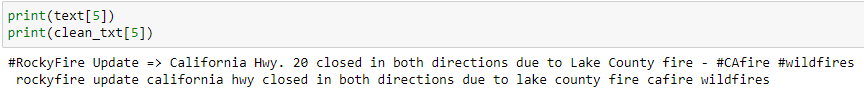 print(text[5])
print(clean_txt[5])
#RockyFire Update => California Hwy. 20 closed in both directions due to Lake County fire - #CAfire #wildfires
rockyfire update california hwy closed in both directions due to lake county fire cafire wildfires